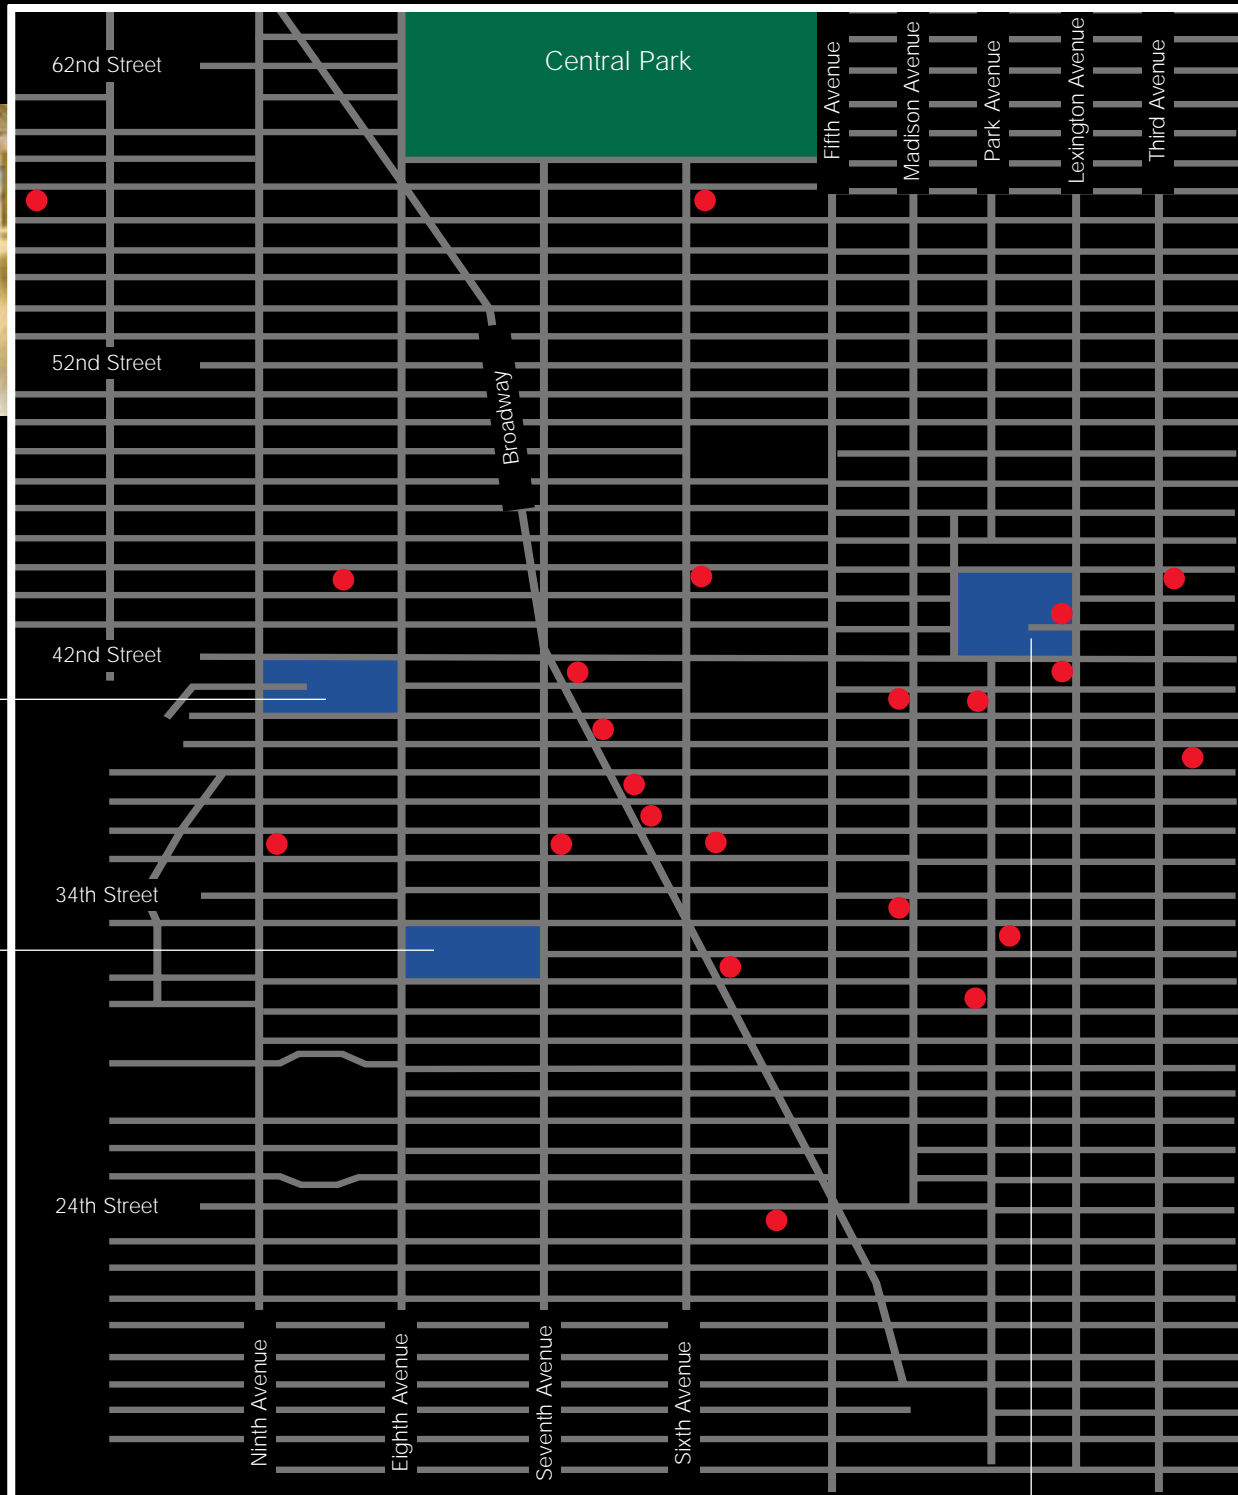 Central Park
62nd Street
Fifth Avenue
Madison Avenue
Park Avenue
Lexington Avenue
Third Avenue
52nd Street
Broadway
42nd Street
34th Street
24th Street
Ninth Avenue
Eighth Avenue
Seventh Avenue
Sixth Avenue